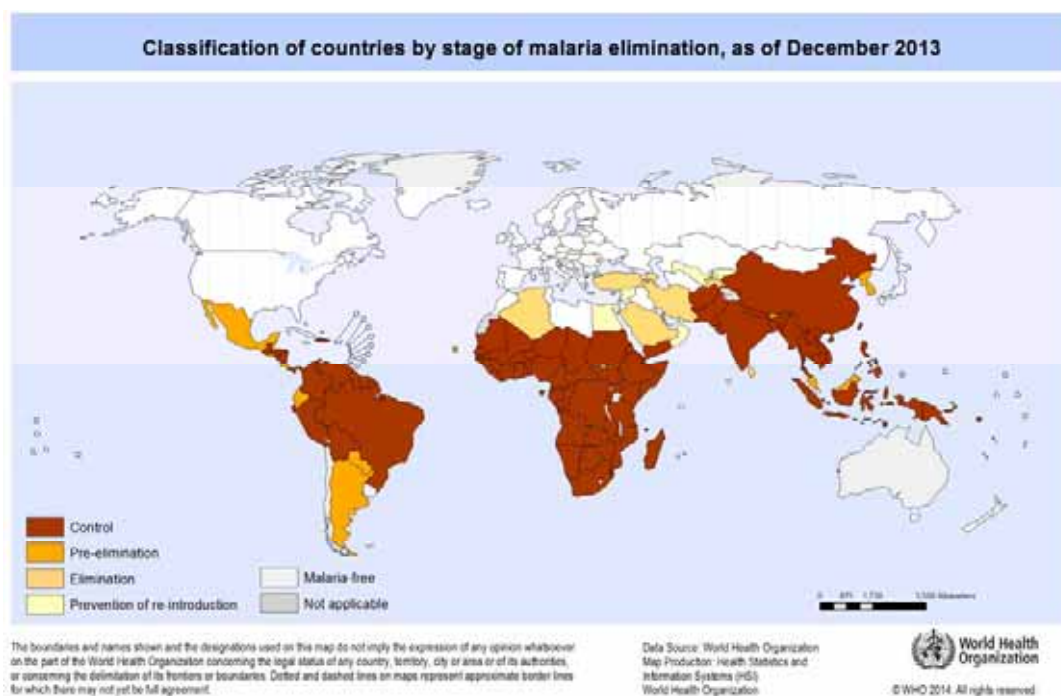 Classification of countries by stage of malaria elimination, as of December 2013
Control
Pre-elimination
Elimination
Prevention of re-introduction
Malaria-free
Not applicable
0
Kilometers
The boundaries and names shown and the designations used on this map do not imply the expression of any opinion whatsoever
on the part of the World Health Organization concerning the legal status of any country, territory, city or area or of its authorities,
or concerning the delimitation of its frontiers or boundaries. Dotted and dashed lines on maps represent approximate border lines
for which there may not yet be full agreement.
Data Source: World Health Organization
Map Production: Health Statistics and
Information Systems (HSI)
World Health Organization
World Health
Organization
© WHO 2014. All rights reserved